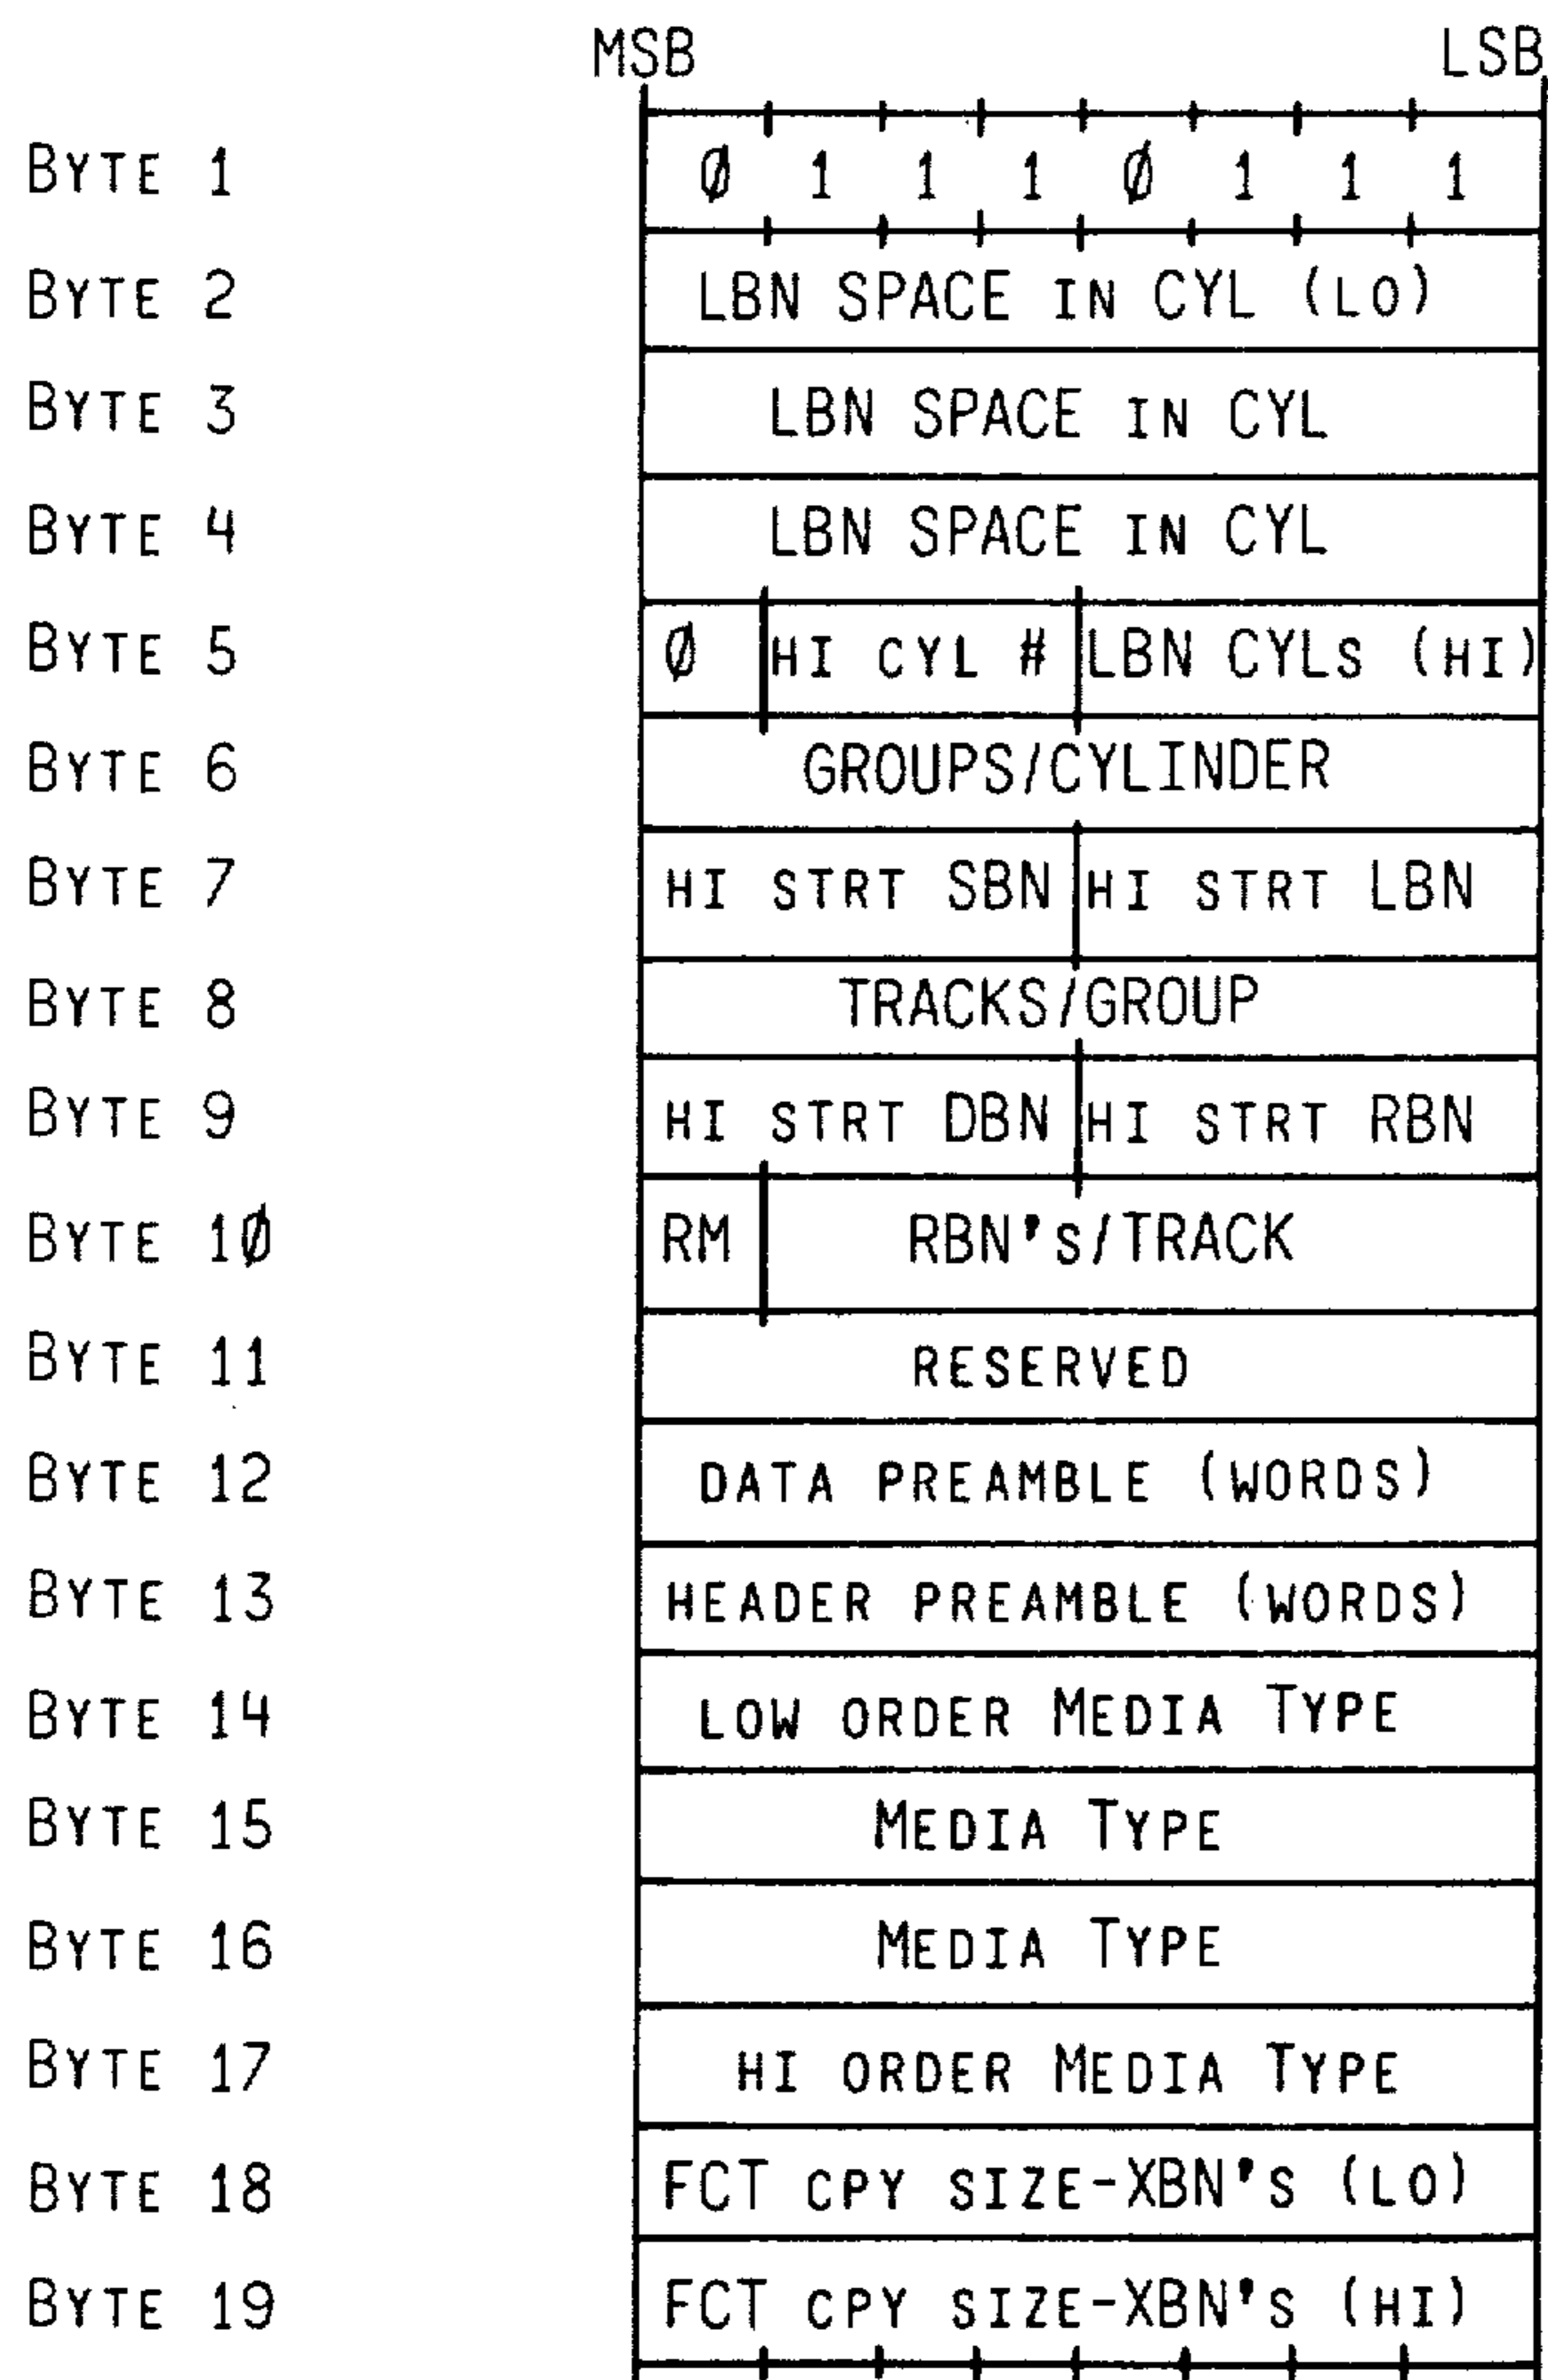 MSB LSB
BYTE 1 Ø 1 1 1 Ø 1 1 1
BYTE 2 LBN SPACE IN CYL (LO)
BYTE 3 LBN SPACE IN CYL
BYTE 4 LBN SPACE IN CYL
BYTE 5 Ø HI CYL # LBN CYLS (HI)
BYTE 6 GROUPS/CYLINDER
BYTE 7 HI STRT SBN HI STRT LBN
BYTE 8 TRACKS/GROUP
BYTE 9 HI STRT DBN HI STRT RBN
BYTE 1Ø RM RBN'S/TRACK
BYTE 11 RESERVED
BYTE 12 DATA PREAMBLE (WORDS)
BYTE 13 HEADER PREAMBLE (WORDS)
BYTE 14 LOW ORDER MEDIA TYPE
BYTE 15 MEDIA TYPE
BYTE 16 MEDIA TYPE
BYTE 17 HI ORDER MEDIA TYPE
BYTE 18 FCT CPY SIZE-XBN'S (LO)
BYTE 19 FCT CPY SIZE-XBN'S (HI)